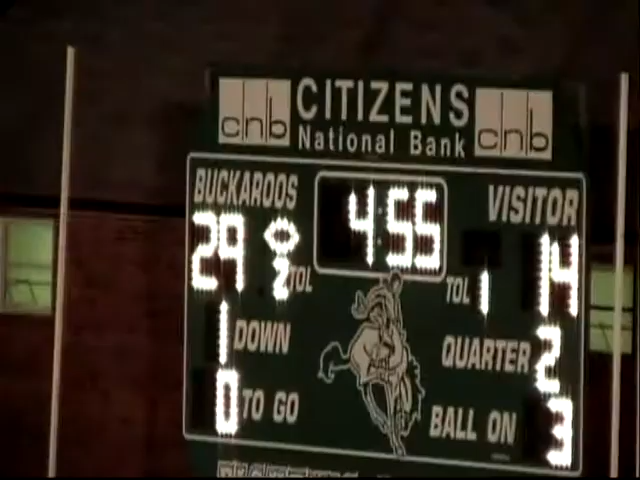 cnb CITIZENS cnb
National Bank
BUCKAROOS 4:55 VISITOR
29 2 TOL TOL 1 14
1 DOWN QUARTER 2
0 TO GO BALL ON 3